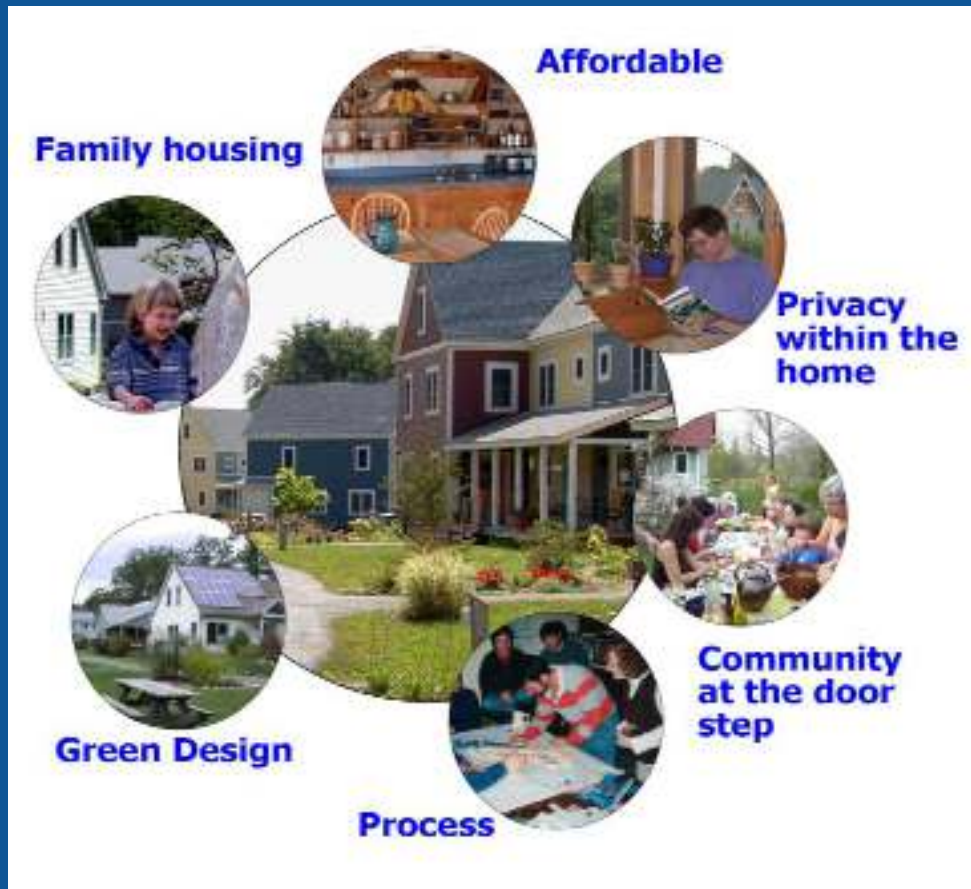 Affordable
Family housing
Privacy
within the
home
Community
at the door
step
Green Design
Process